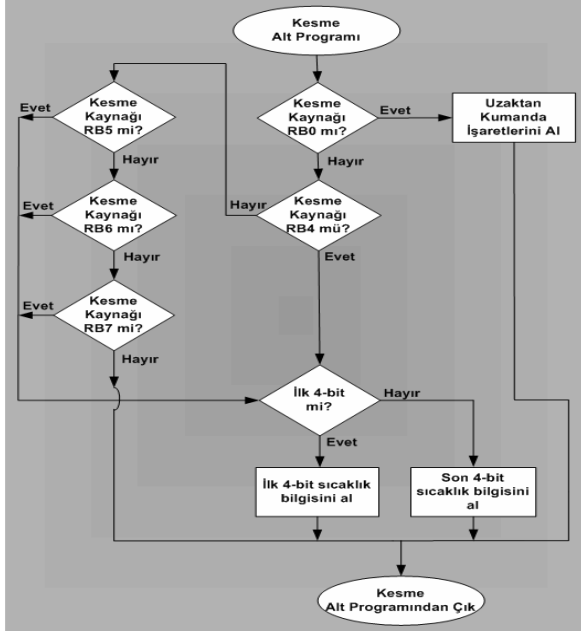 Kesme
Alt Programı
Kesme
Kaynağı
RB0 mı?
Evet
Uzaktan
Kumanda
İşaretlerini Al
Hayır
Kesme
Kaynağı
RB4 mü?
Hayır
Evet
Kesme
Kaynağı
RB5 mi?
Evet
Hayır
Kesme
Kaynağı
RB6 mı?
Evet
Hayır
Kesme
Kaynağı
RB7 mi?
Evet
Hayır
İlk 4-bit
mi?
Hayır
Evet
İlk 4-bit sıcaklık
bilgisini al
Son 4-bit
sıcaklık bilgisini
al
Kesme
Alt Programından Çık